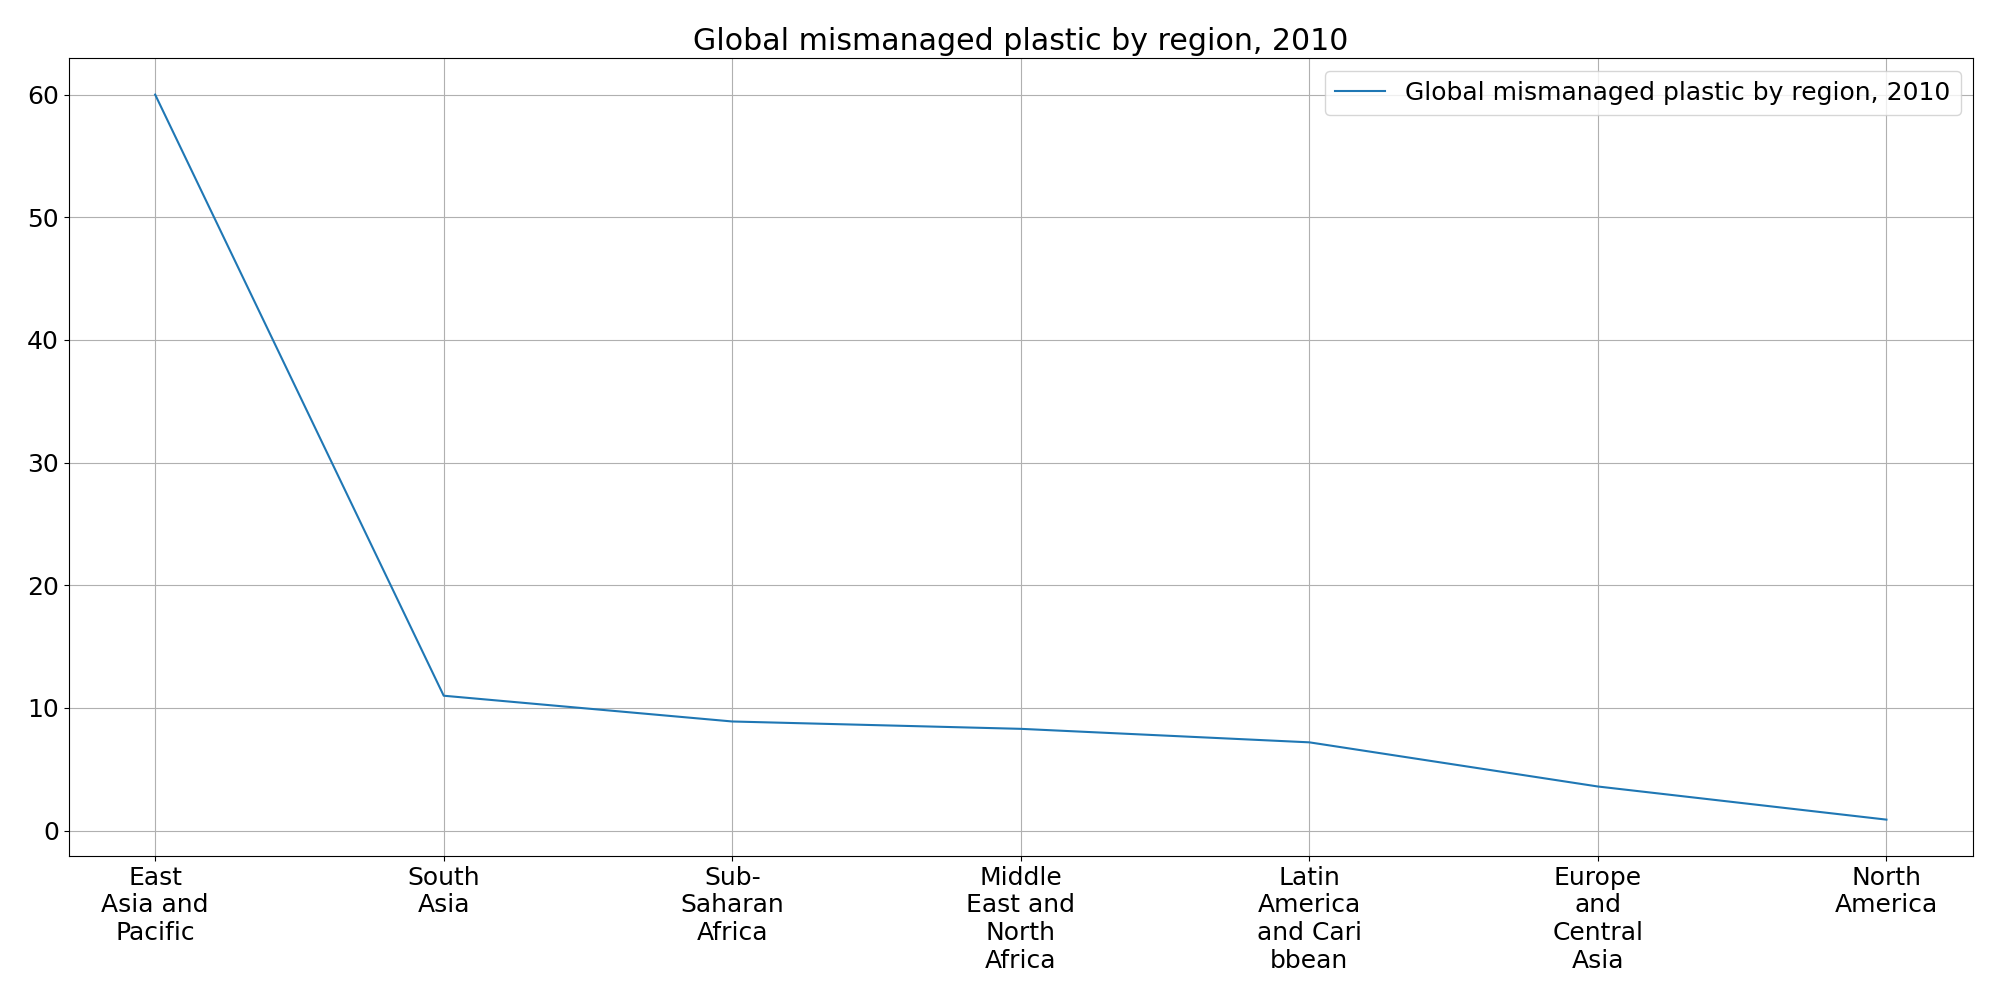 Global mismanaged plastic by region, 2010
Global mismanaged plastic by region, 2010
60
50
40
30
20
10
0
East
Asia and
Pacific
South
Asia
Sub-
Saharan
Africa
Middle
East and
North
Africa
Latin
America
and Cari
bbean
Europe
and
Central
Asia
North
America